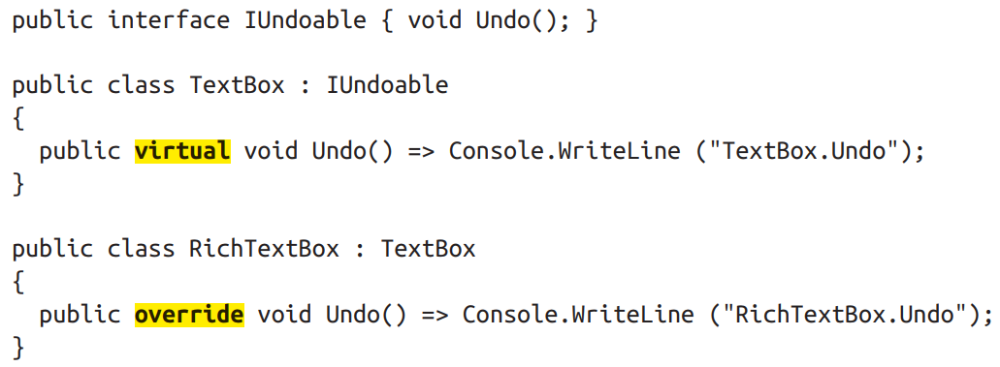 public interface IUndoable { void Undo(); }
public class TextBox : IUndoable
{
public virtual void Undo() => Console.WriteLine ("TextBox.Undo");
}
public class RichTextBox : TextBox
{
public override void Undo() => Console.WriteLine ("RichTextBox.Undo");
}